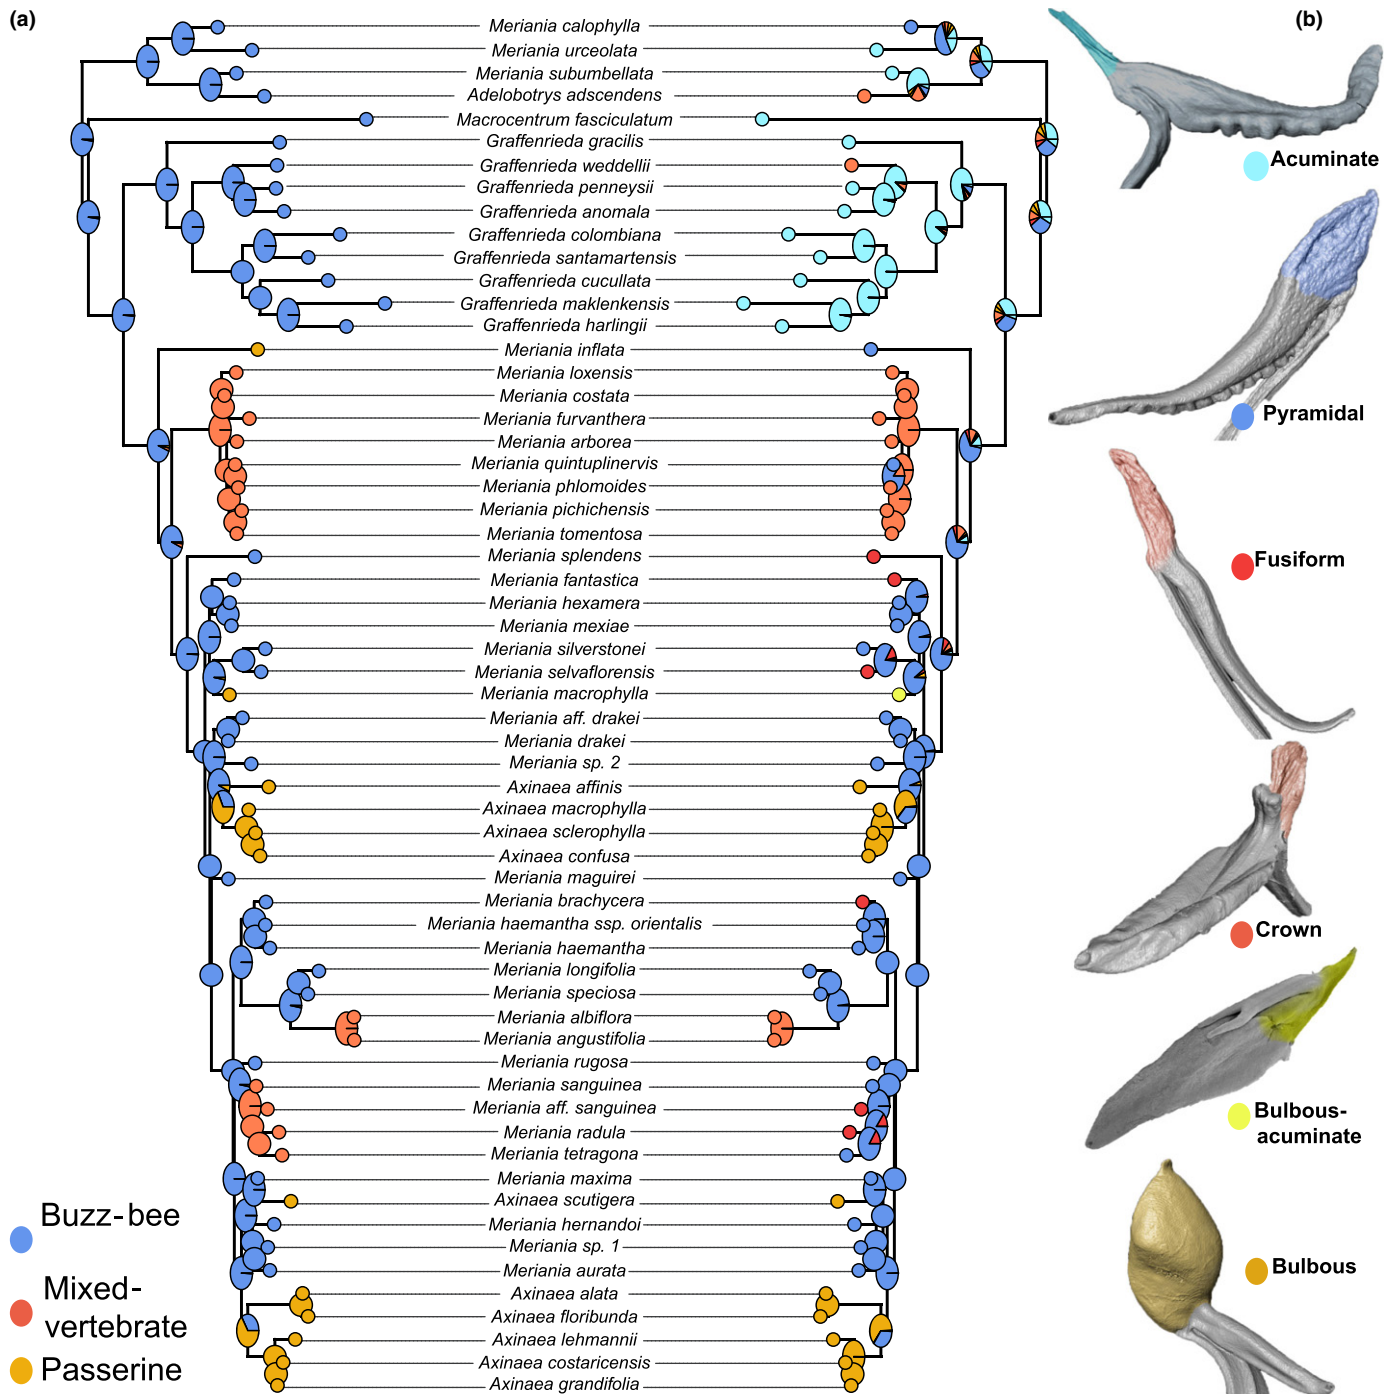 (a)
(b)
Meriania calophylla
Meriania urceolata
Meriania subumbellata
Adelobotrys adscendens
Macrocentrum fasciculatum
Graffenrieda gracilis
Graffenrieda weddellii
Graffenrieda penneysii
Graffenrieda anomala
Graffenrieda colombiana
Graffenrieda santamartensis
Graffenrieda cucullata
Graffenrieda maklenkensis
Graffenrieda harlingii
Meriania inflata
Meriania loxensis
Meriania costata
Meriania furvanthera
Meriania arborea
Meriania quintuplinervis
Meriania phlomoides
Meriania pichichensis
Meriania tomentosa
Meriania splendens
Meriania fantastica
Meriania hexamera
Meriania mexiae
Meriania silverstonei
Meriania selvaflorensis
Meriania macrophylla
Meriania aff. drakei
Meriania drakei
Meriania sp. 2
Axinaea affinis
Axinaea macrophylla
Axinaea sclerophylla
Axinaea confusa
Meriania maguirei
Meriania brachycera
Meriania haemantha ssp. orientalis
Meriania haemantha
Meriania longifolia
Meriania speciosa
Meriania albiflora
Meriania angustifolia
Meriania rugosa
Meriania sanguinea
Meriania aff. sanguinea
Meriania radula
Meriania tetragona
Meriania maxima
Axinaea scutigera
Meriania hernandoi
Meriania sp. 1
Meriania aurata
Axinaea alata
Axinaea floribunda
Axinaea lehmannii
Axinaea costaricensis
Axinaea grandifolia
Buzz-bee
Mixed-
vertebrate
Passerine
Acuminate
Pyramidal
Fusiform
Crown
Bulbous-
acuminate
Bulbous